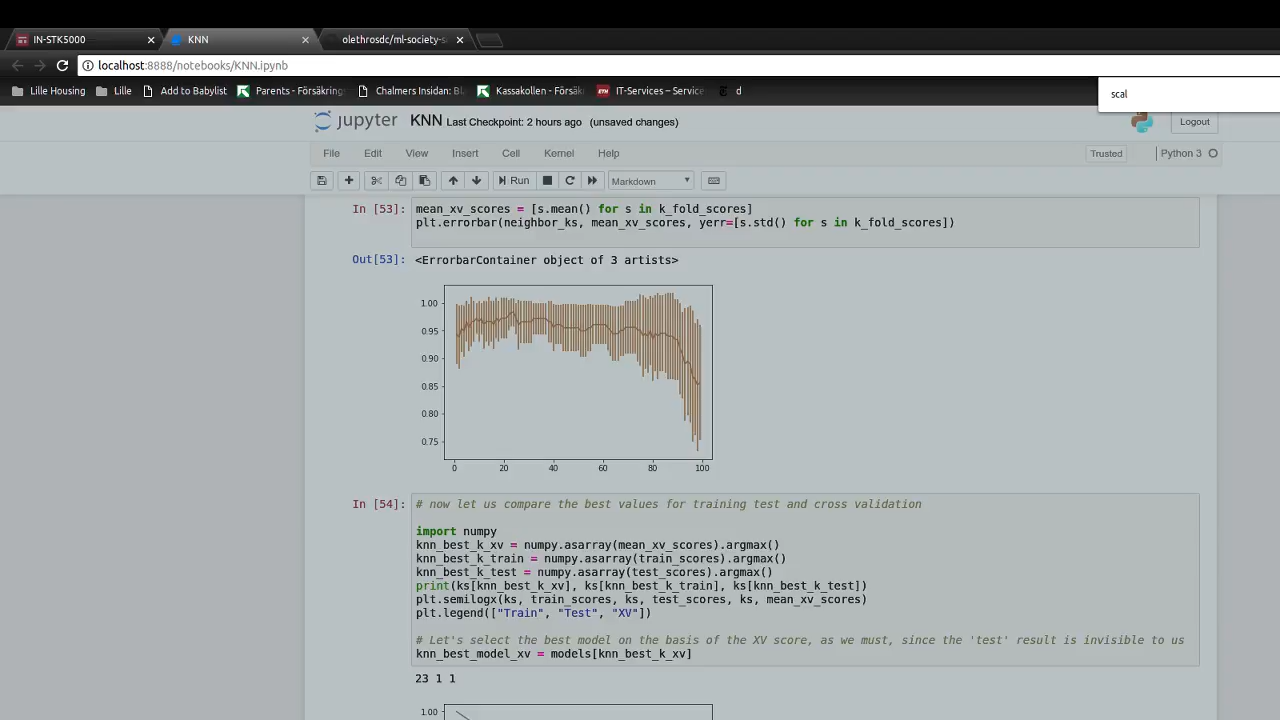 IN-STK5000
KNN
olethrosdc/ml-society-s
localhost:8888/notebooks/KNN.ipynb
Lille Housing Lille Add to Babylist Parents - Försäkring Chalmers Insidan: Bl Kassakollen - Försäk IT-Services – Service d
scal
jupyter KNN Last Checkpoint: 2 hours ago (unsaved changes)
Logout
File Edit View Insert Cell Kernel Help
Trusted
Python 3
Run
Markdown
In [53]: mean_xv_scores = [s.mean() for s in k_fold_scores]
plt.errorbar(neighbor_ks, mean_xv_scores, yerr=[s.std() for s in k_fold_scores])
Out[53]: <ErrorbarContainer object of 3 artists>
1.00
0.95
0.90
0.85
0.80
0.75
0 20 40 60 80 100
In [54]: # now let us compare the best values for training test and cross validation
import numpy
knn_best_k_xv = numpy.asarray(mean_xv_scores).argmax()
knn_best_k_train = numpy.asarray(train_scores).argmax()
knn_best_k_test = numpy.asarray(test_scores).argmax()
print(ks[knn_best_k_xv], ks[knn_best_k_train], ks[knn_best_k_test])
plt.semilogx(ks, train_scores, ks, test_scores, ks, mean_xv_scores)
plt.legend(["Train", "Test", "XV"])
# Let's select the best model on the basis of the XV score, as we must, since the 'test' result is invisible to us
knn_best_model_xv = models[knn_best_k_xv]
23 1 1
1.00